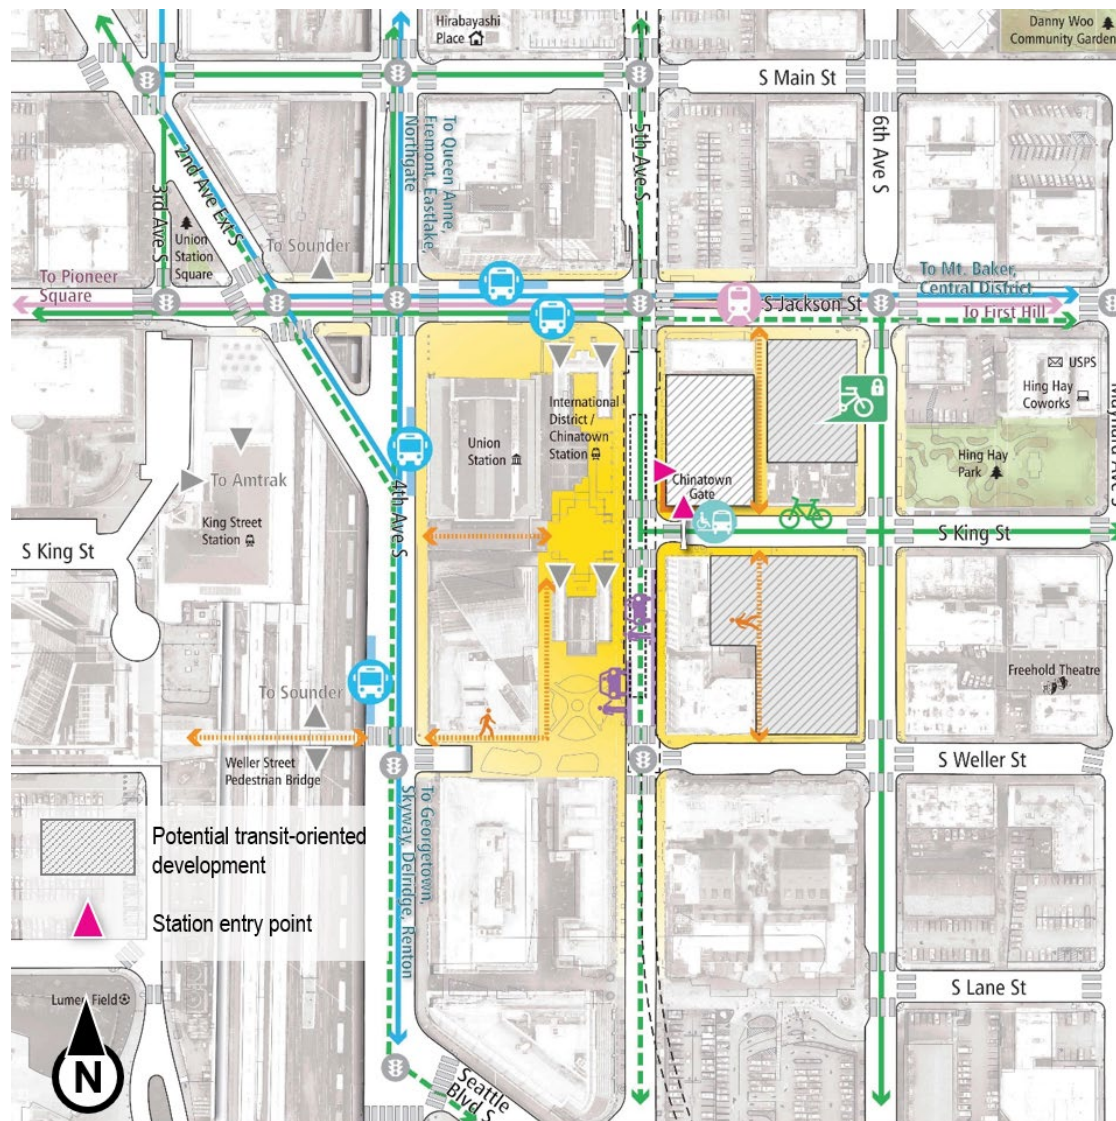 Hirabayashi
Place
Danny Woo
Community Garden
S Main St
To Queen Anne,
Fremont, Eastlake
Northgate
5th Ave S
6th Ave S
2nd Ave Ext S
3rd Ave S
Union
Station
Square
To Sounder
To Pioneer
Square
To Mt. Baker,
Central District
S Jackson St
To First Hill
USPS
Hing Hay
Coworks
International
District /
Chinatown
Station
Union
Station
Hing Hay
Park
Chinatown
Gate
To Amtrak
King Street
Station
4th Ave S
S King St
S King St
Freehold Theatre
To Sounder
Weller Street
Pedestrian Bridge
S Weller St
To Georgetown,
Skyway, Delridge, Renton
Potential transit-oriented
development
Station entry point
S Lane St
Lumen Field
N
Seattle
Blvd S